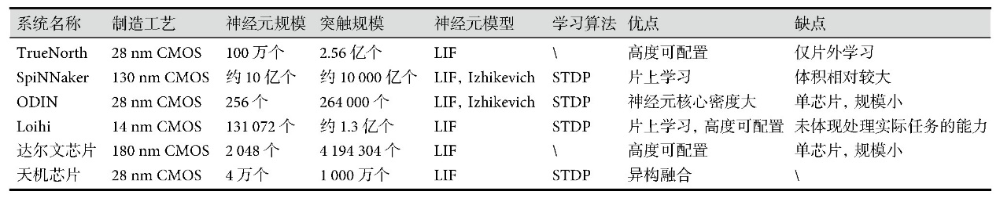 系统名称 制造工艺 神经元规模 突触规模 神经元模型 学习算法 优点 缺点
TrueNorth 28 nm CMOS 100 万个 2.56 亿个 LIF \ 高度可配置 仅片外学习
SpiNNaker 130 nm CMOS 约 10 亿个 约 10 000 亿个 LIF, Izhikevich STDP 片上学习 体积相对较大
ODIN 28 nm CMOS 256 个 264 000 个 LIF, Izhikevich STDP 神经元核心密度大 单芯片, 规模小
Loihi 14 nm CMOS 131 072 个 约 1.3 亿个 LIF STDP 片上学习, 高度可配置 未体现处理实际任务的能力
达尔文芯片 180 nm CMOS 2 048 个 4 194 304 个 LIF \ 高度可配置 单芯片, 规模小
天机芯片 28 nm CMOS 4 万个 1 000 万个 LIF STDP 异构融合 \